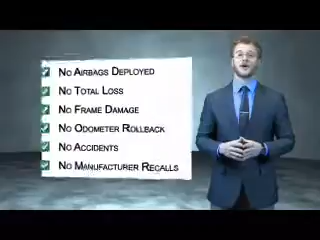 No Airbags Deployed
No Total Loss
No Frame Damage
No Odometer Rollback
No Accidents
No Manufacturer Recalls